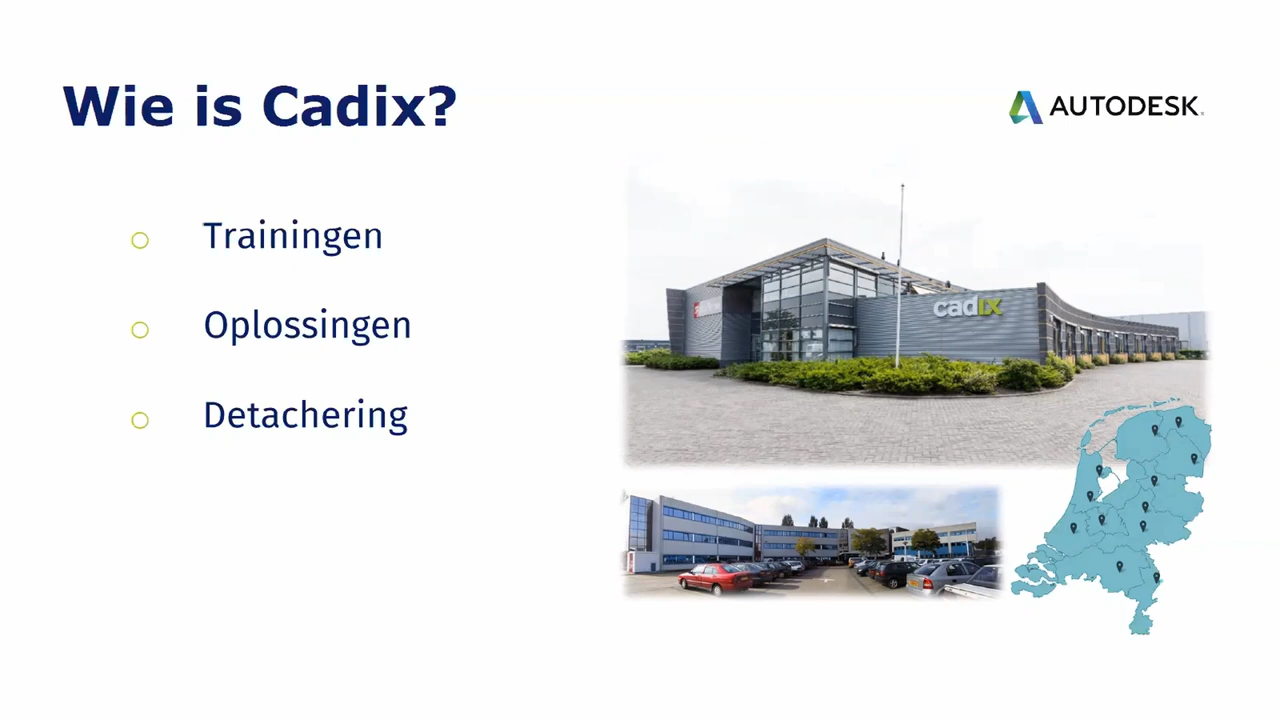 Wie is Cadix?
AUTODESK
Trainingen
Oplossingen
Detachering
cadix